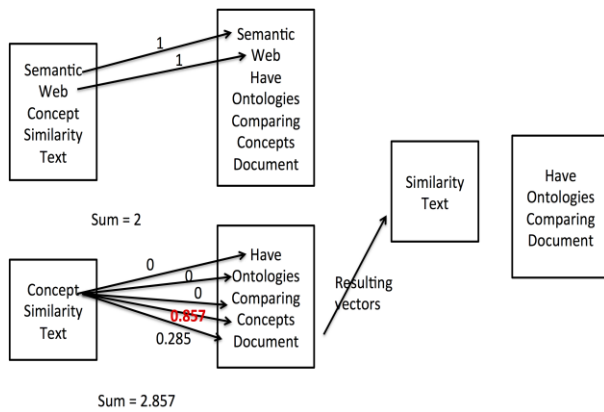 Semantic
Web
Concept
Similarity
Text
1
1
Semantic
Web
Have
Ontologies
Comparing
Concepts
Document
Sum = 2
Concept
Similarity
Text
0
0
0
0.857
0.285
Have
Ontologies
Comparing
Concepts
Document
Sum = 2.857
Resulting
vectors
Similarity
Text
Have
Ontologies
Comparing
Document